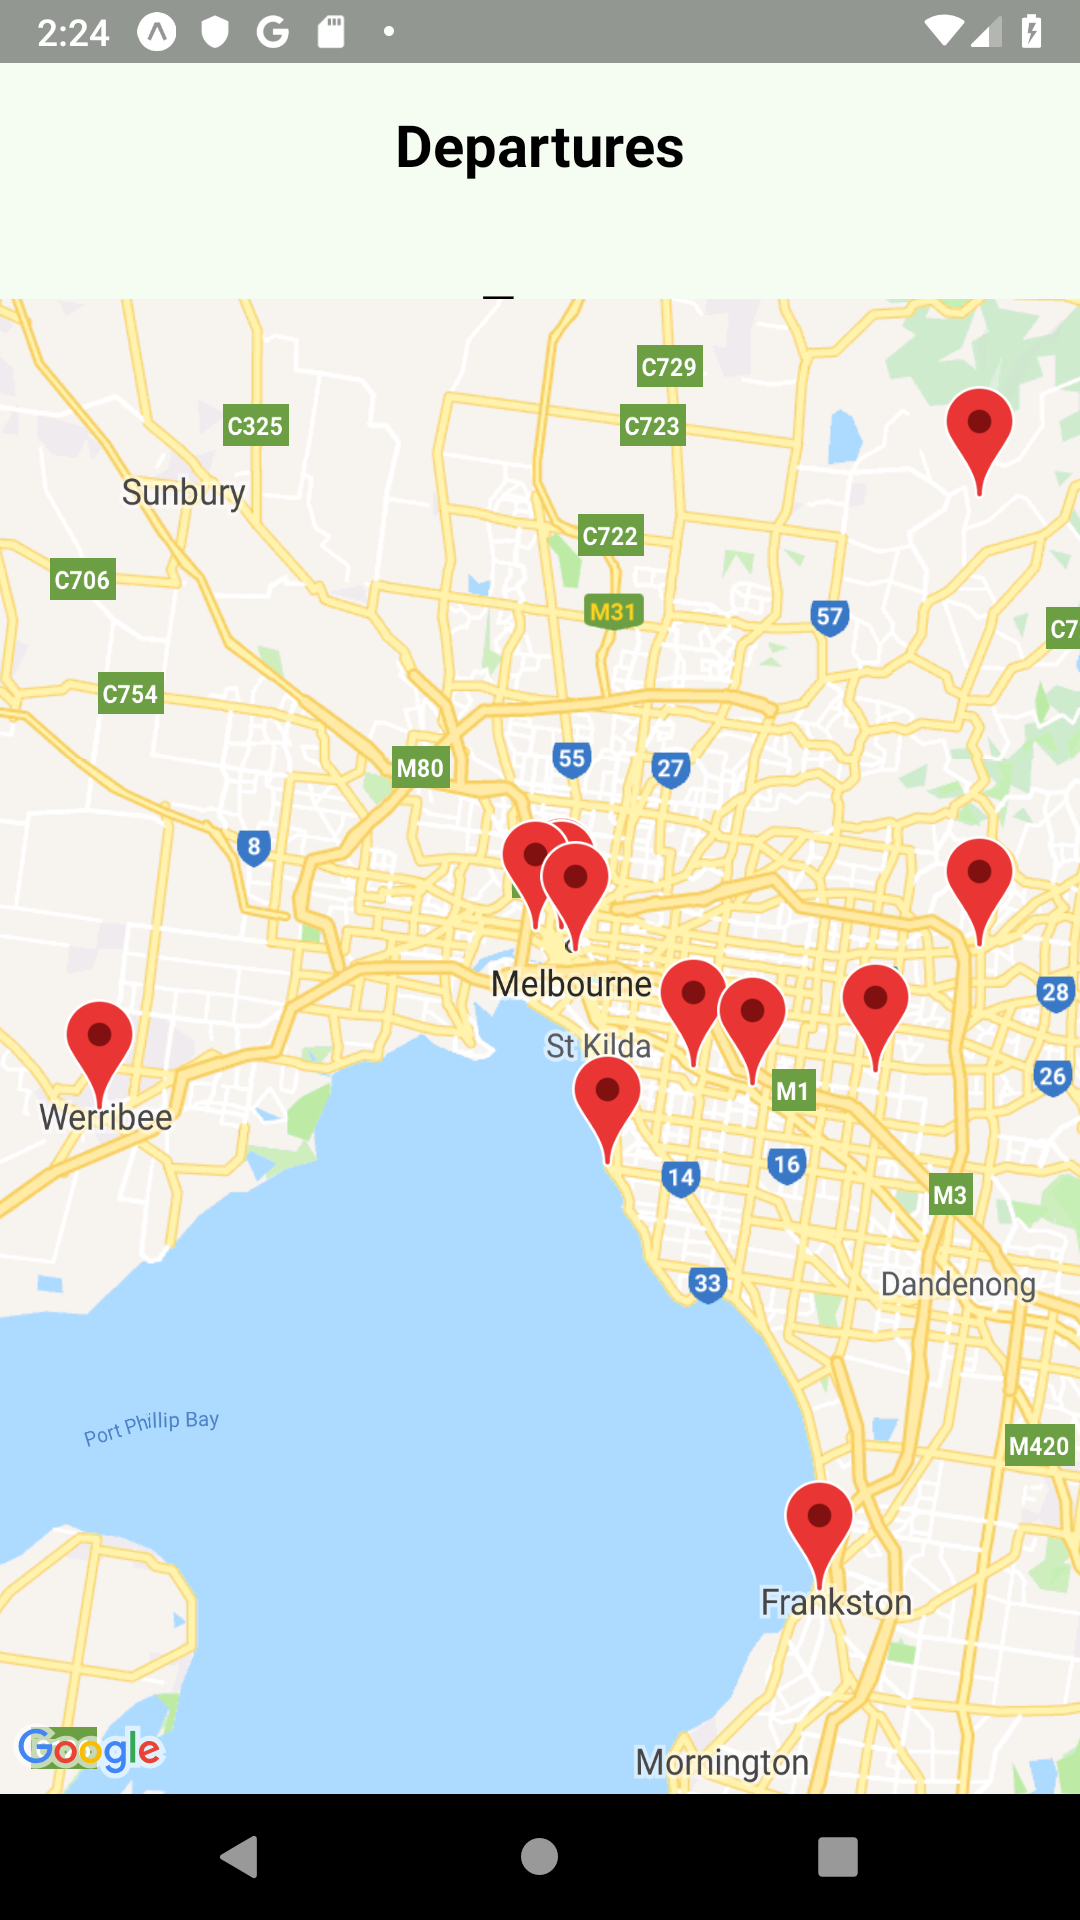 2:24
Departures
C729
C325
C723
Sunbury
C722
C706
M31
57
C7
C754
M80
55
27
8
Melbourne
28
St Kilda
26
M1
Werribee
16
14
M3
33
Dandenong
Port Phillip Bay
M420
Frankston
Google
Mornington